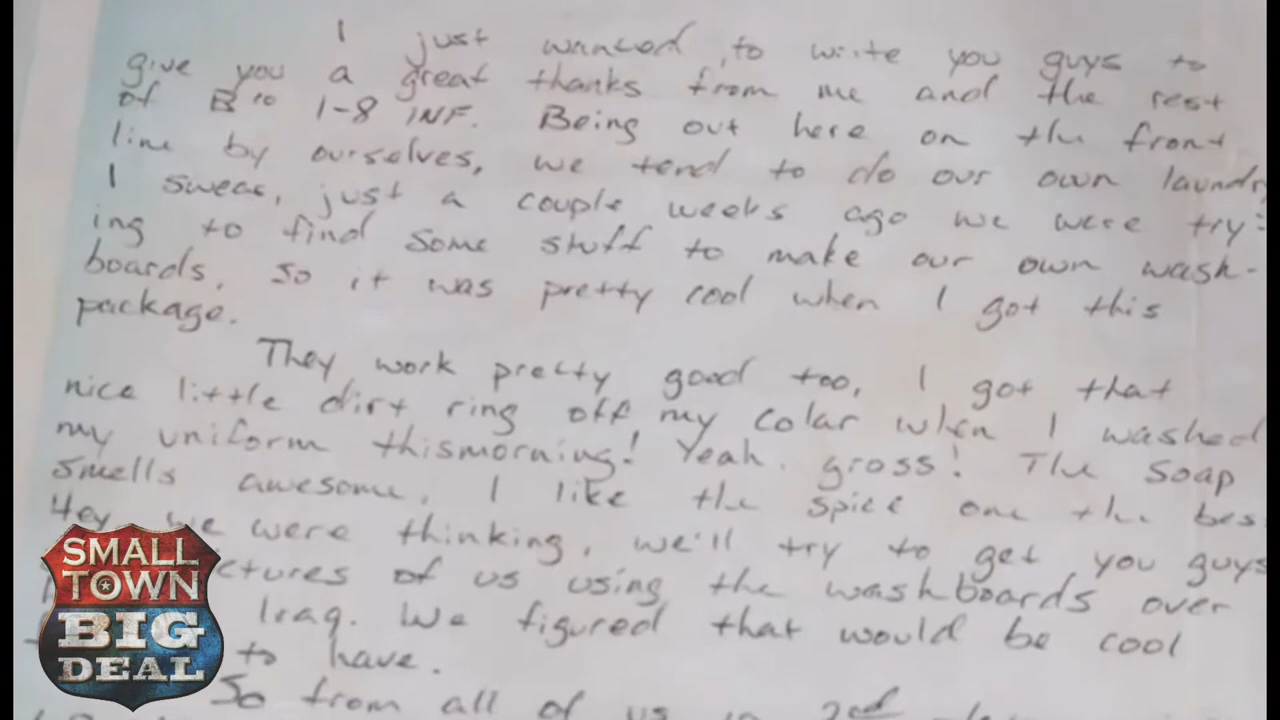 I just wanted to write you guys to
give you a great thanks from me and the rest
of B co 1-8 INF. Being out here on the front
line by ourselves, we tend to do our own laundr
I swear, just a couple weeks ago we were try-
ing to find some stuff to make our own wash-
boards, so it was pretty cool when I got this
package.
They work pretty good too, I got that
nice little dirt ring off my colar when I washed
my uniform thismorning! Yeah. gross! The soap
smells awesome, I like the spice one the bes
Hey we were thinking, we'll try to get you guys
ctures of us using the washboards over
Iraq. We figured that would be cool
to have.
So from all of us in 2nd
SMALL
TOWN
BIG
DEAL